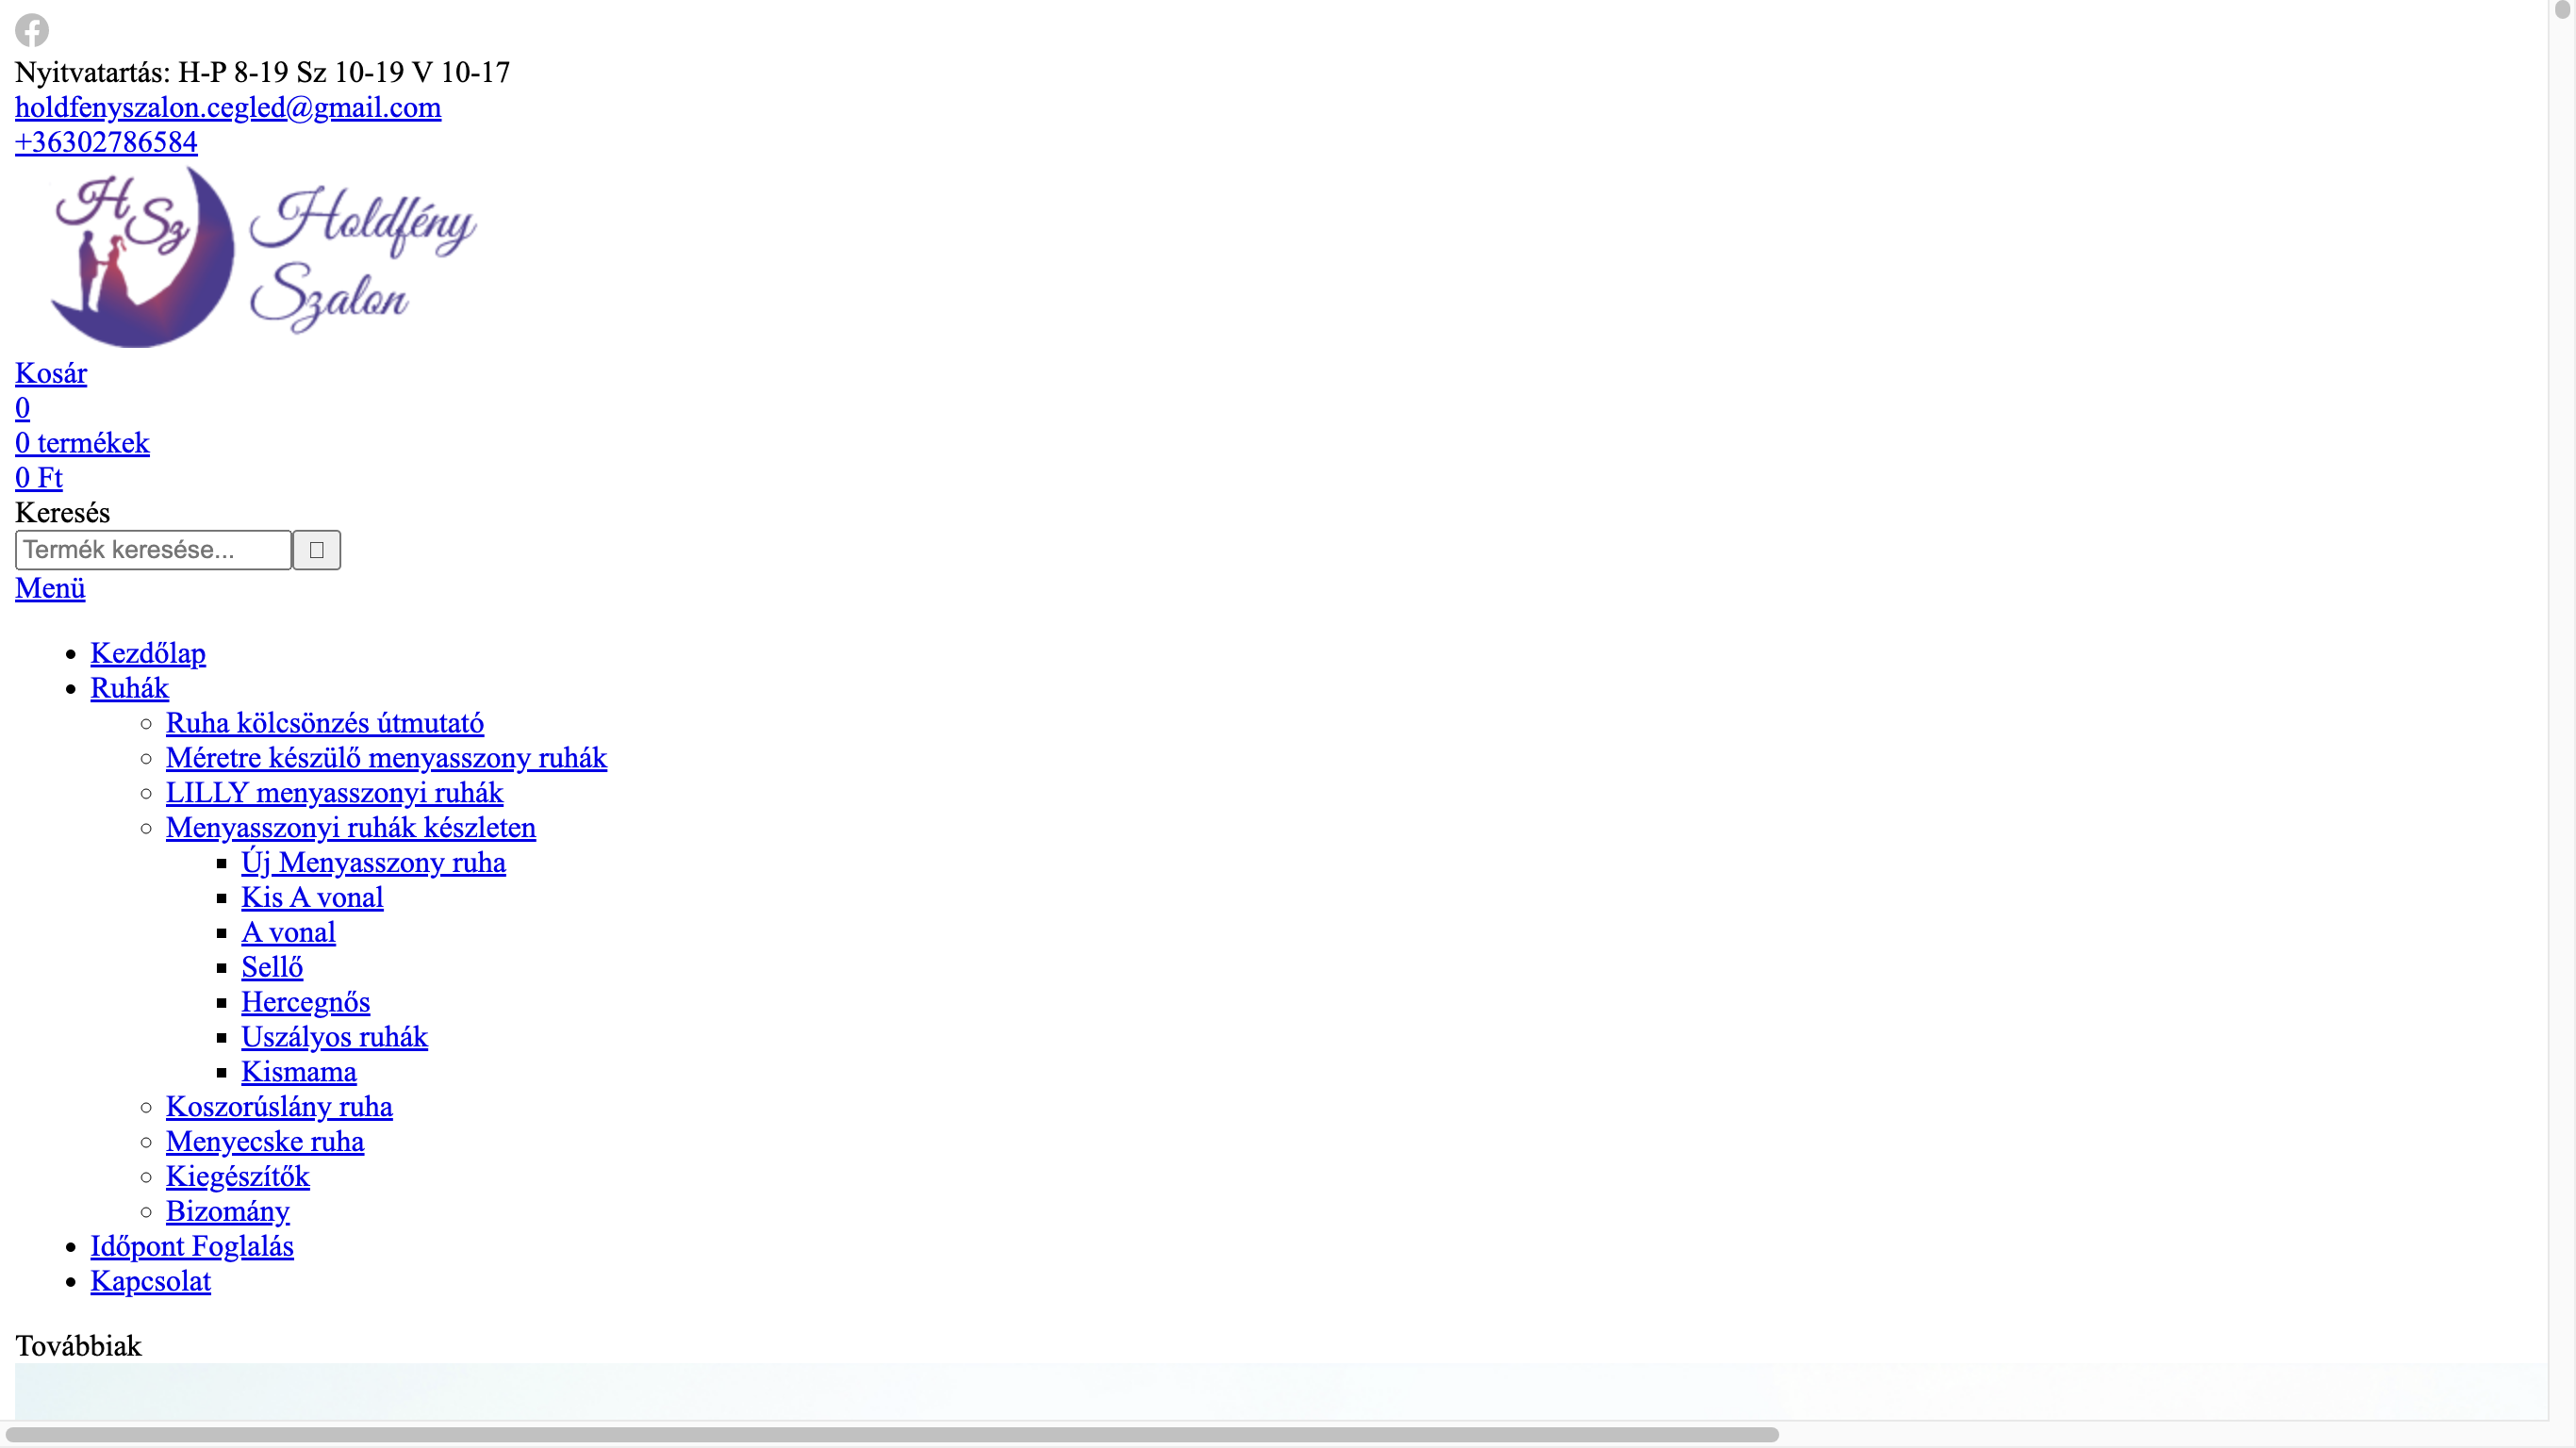 Nyitvatartás: H-P 8-19 Sz 10-19 V 10-17
holdfenyszalon.cegled@gmail.com
+36302786584
H Sz
Holdfény
Szalon
Kosár
0
0 termékek
0 Ft
Keresés
Termék keresése...
Menü
Kezdőlap
Ruhák
Ruha kölcsönzés útmutató
Méretre készülő menyasszony ruhák
LILLY menyasszonyi ruhák
Menyasszonyi ruhák készleten
Új Menyasszony ruha
Kis A vonal
A vonal
Sellő
Hercegnős
Uszályos ruhák
Kismama
Koszorúslány ruha
Menyecske ruha
Kiegészítők
Bizomány
Időpont Foglalás
Kapcsolat
Továbbiak